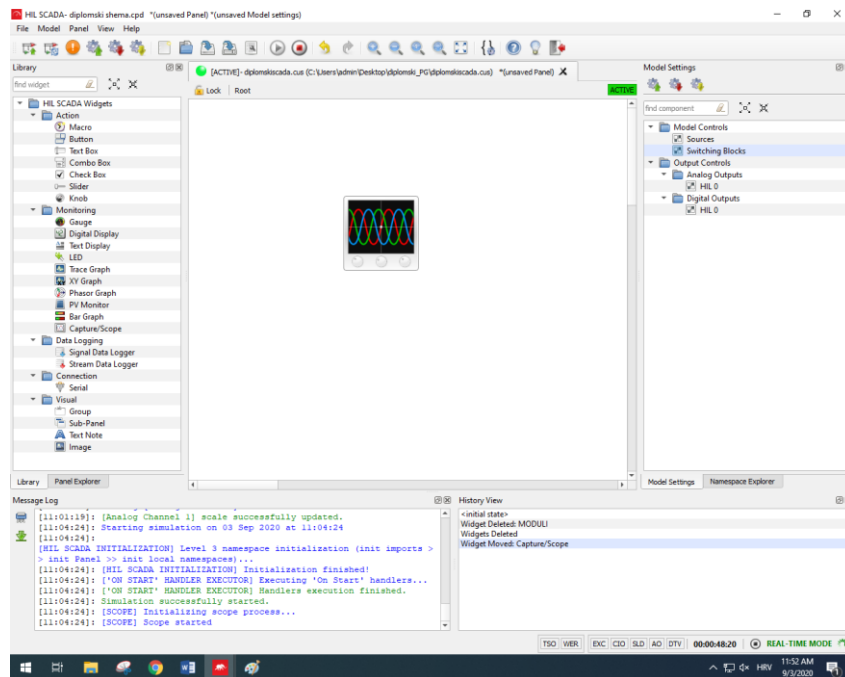 HIL SCADA- diplomski shema.cpd *(unsaved Panel) *(unsaved Model settings)
File Model Panel View Help
Library
find widget
HIL SCADA Widgets
Action
Macro
Button
Text Box
Combo Box
Check Box
Slider
Knob
Monitoring
Gauge
Digital Display
Text Display
LED
Trace Graph
XY Graph
Phasor Graph
PV Monitor
Bar Graph
Capture/Scope
Data Logging
Signal Data Logger
Stream Data Logger
Connection
Serial
Visual
Group
Sub-Panel
Text Note
Image
Library Panel Explorer
[ACTIVE]- diplomskiscada.cus (C:\Users\admin\Desktop\diplomski_PG\diplomskiscada.cus) *(unsaved Panel) X
Lock Root
ACTIVE
Model Settings
find component
Model Controls
Sources
Switching Blocks
Output Controls
Analog Outputs
HIL 0
Digital Outputs
HIL 0
Model Settings Namespace Explorer
Message Log
[11:01:19]: [Analog Channel 1] scale successfully updated.
[11:04:24]: Starting simulation on 03 Sep 2020 at 11:04:24
[11:04:24]:
[HIL SCADA INITIALIZATION] Level 3 namespace initialization (init imports >
> init Panel >> init local namespaces)...
[11:04:24]: [HIL SCADA INITIALIZATION] Initialization finished!
[11:04:24]: ['ON START' HANDLER EXECUTOR] Executing 'On Start' handlers...
[11:04:24]: ['ON START' HANDLER EXECUTOR] Handlers execution finished.
[11:04:24]: Simulation successfully started.
[11:04:24]: [SCOPE] Initializing scope process...
[11:04:24]: [SCOPE] Scope started
History View
<initial state>
Widget Deleted: MODULI
Widgets Deleted
Widget Moved: Capture/Scope
TSO WER EXC CIO SLD AO DTV 00:00:48:20 REAL-TIME MODE
HRV 11:52 AM
9/3/2020